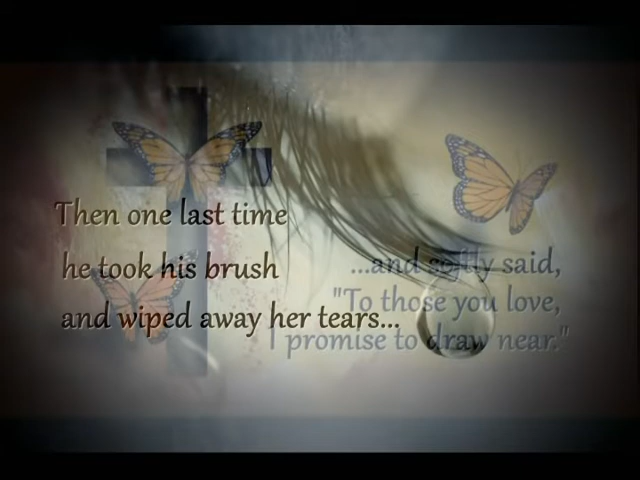 Then one last time
he took his brush
and wiped away her tears...
...and softly said,
"To those you love,
I promise to draw near."